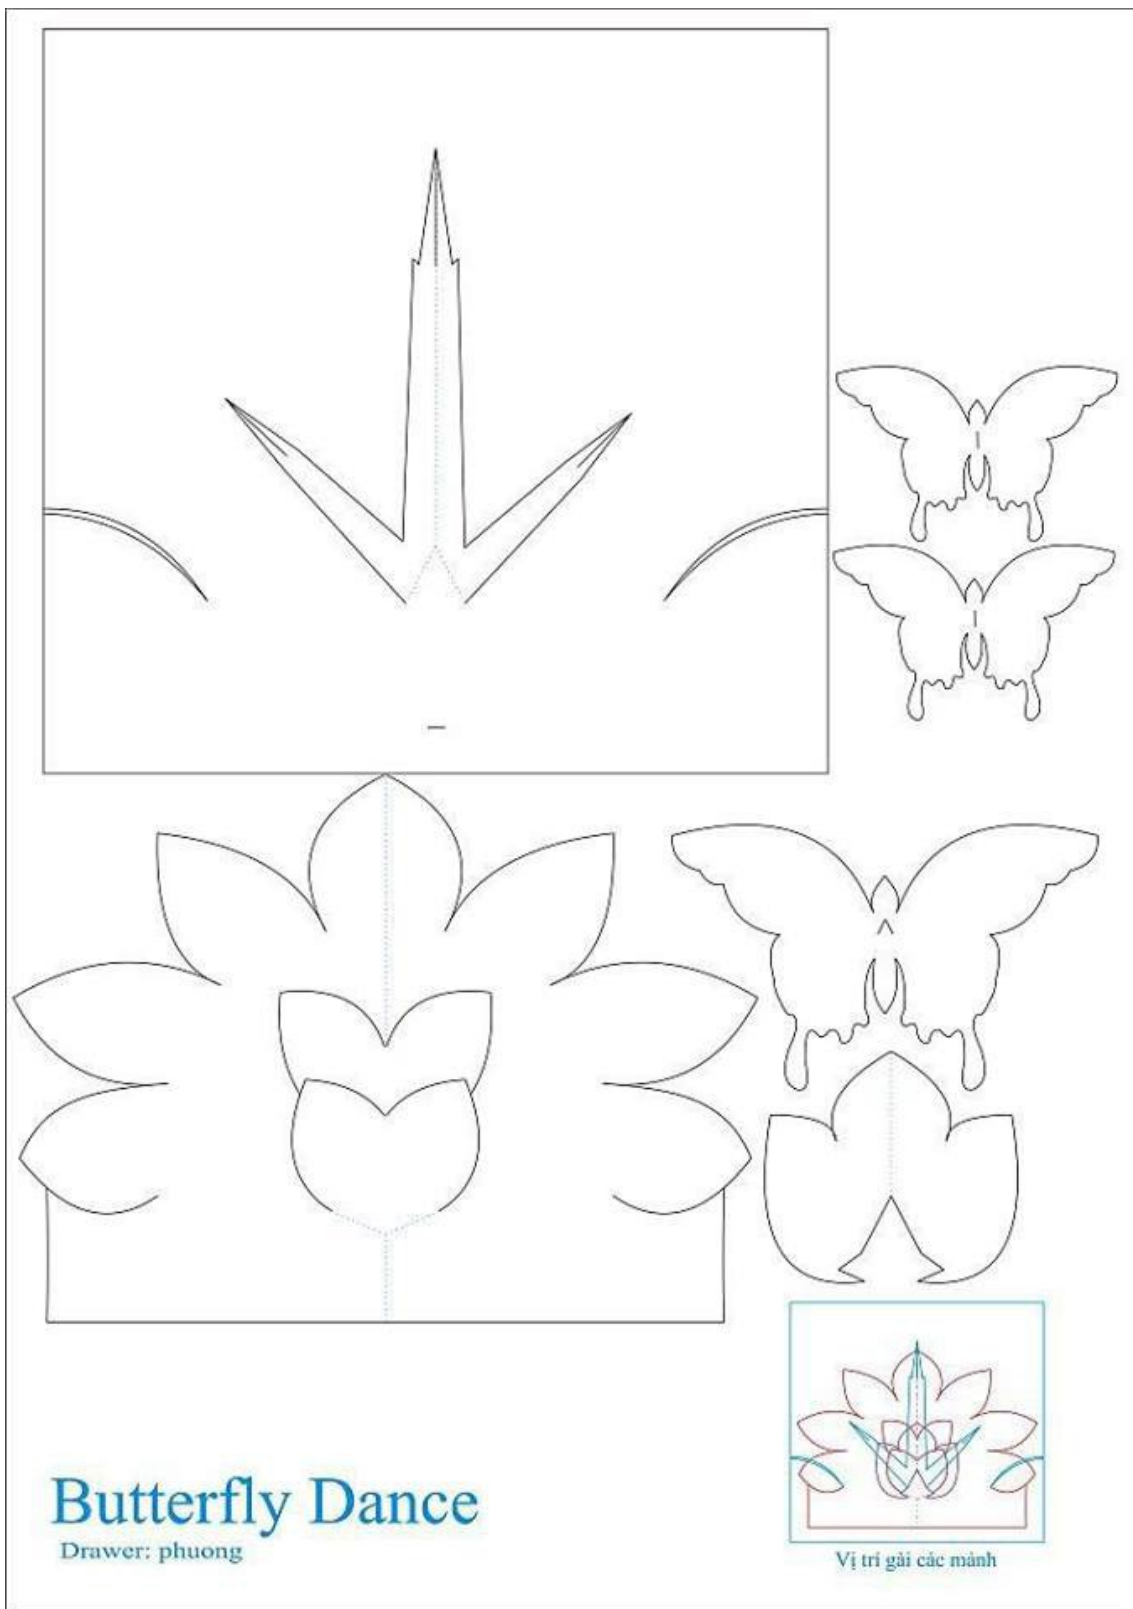 Butterfly Dance
Drawer: phuong
Vị trí gài các mảnh